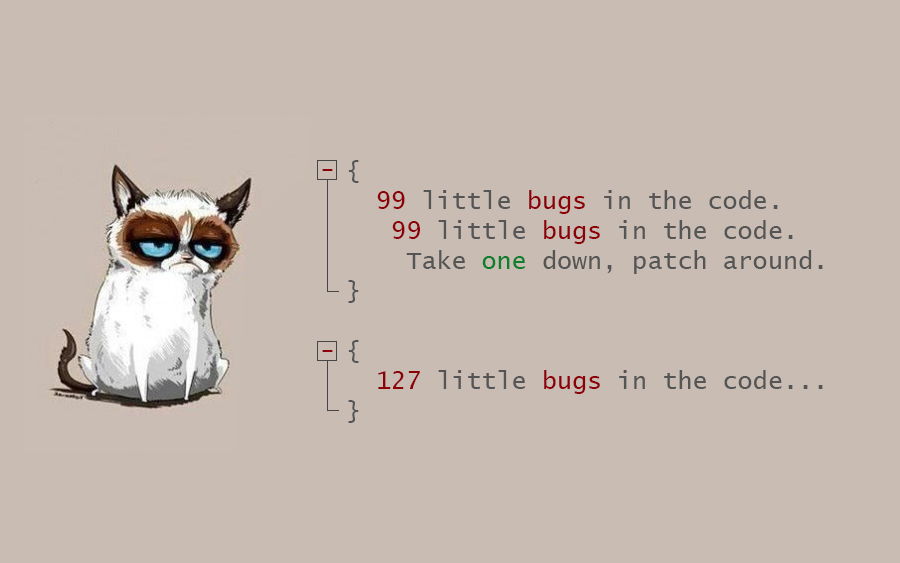 {
99 little bugs in the code.
99 little bugs in the code.
Take one down, patch around.
}
{
127 little bugs in the code...
}